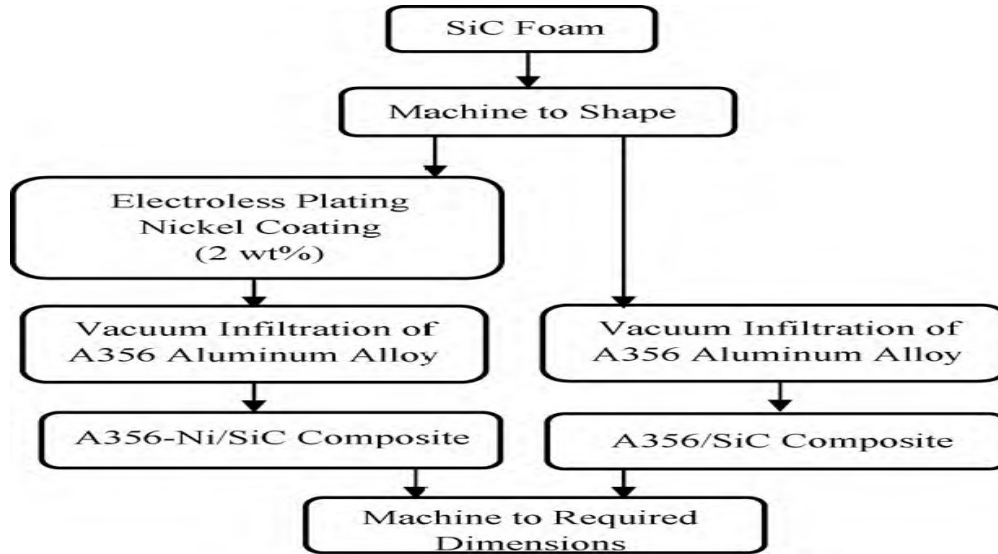 SiC Foam
Machine to Shape
Electroless Plating
Nickel Coating
(2 wt%)
Vacuum Infiltration of
A356 Aluminum Alloy
Vacuum Infiltration of
A356 Aluminum Alloy
A356-Ni/SiC Composite
A356/SiC Composite
Machine to Required
Dimensions